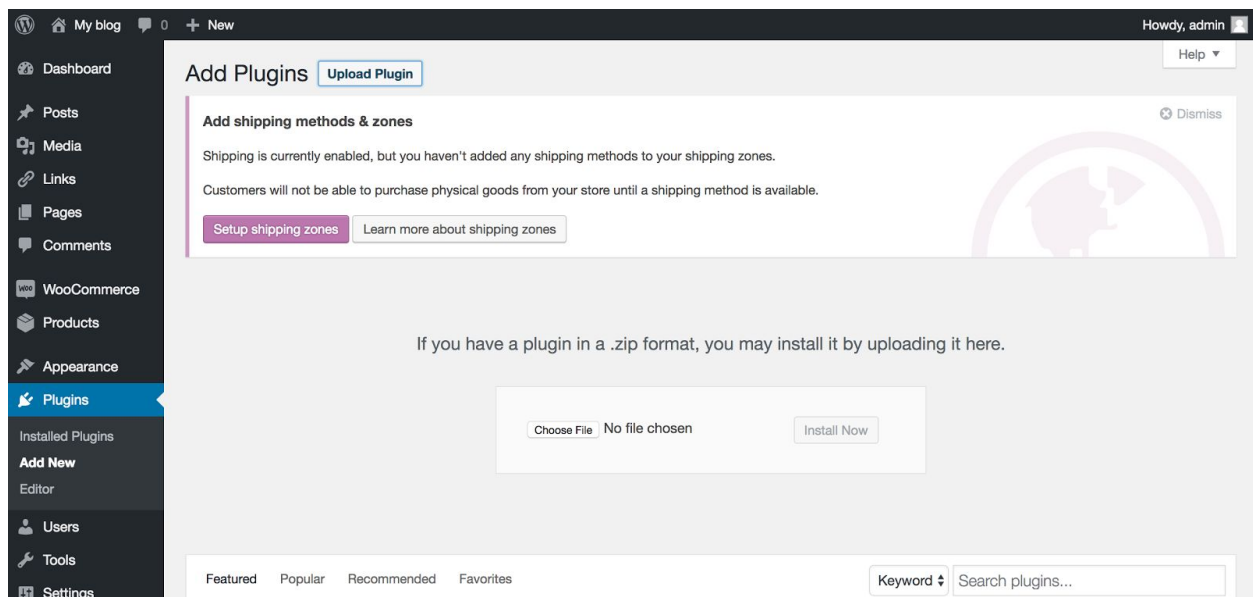 My blog 0 New Howdy, admin
Help
Dashboard
Posts
Media
Links
Pages
Comments
WOO WooCommerce
Products
Appearance
Plugins
Installed Plugins
Add New
Editor
Users
Tools
Settings
Add Plugins Upload Plugin
Add shipping methods & zones Dismiss
Shipping is currently enabled, but you haven't added any shipping methods to your shipping zones.
Customers will not be able to purchase physical goods from your store until a shipping method is available.
Setup shipping zones Learn more about shipping zones
If you have a plugin in a .zip format, you may install it by uploading it here.
Choose File No file chosen Install Now
Featured Popular Recommended Favorites Keyword Search plugins...